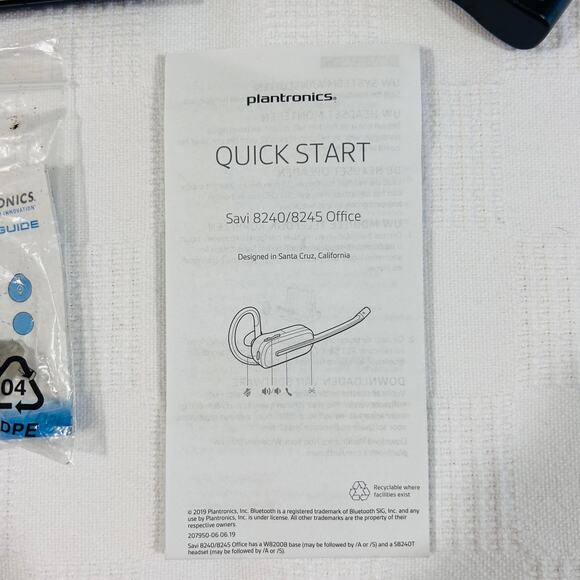 plantronics®
QUICK START
Savi 8240/8245 Office
Designed in Santa Cruz, California
Recyclable where
facilities exist
© 2019 Plantronics, Inc. Bluetooth is a registered trademark of Bluetooth SIG, Inc. and any
use by Plantronics, Inc. is under license. All other trademarks are the property of their
respective owners.
207950-06 06.19
Savi 8240/8245 Office has a W8200B base (may be followed by /A or /S) and a S8240T
headset (may be followed by /A or /S).
ONICS
INNOVATION
GUIDE
04
DPE